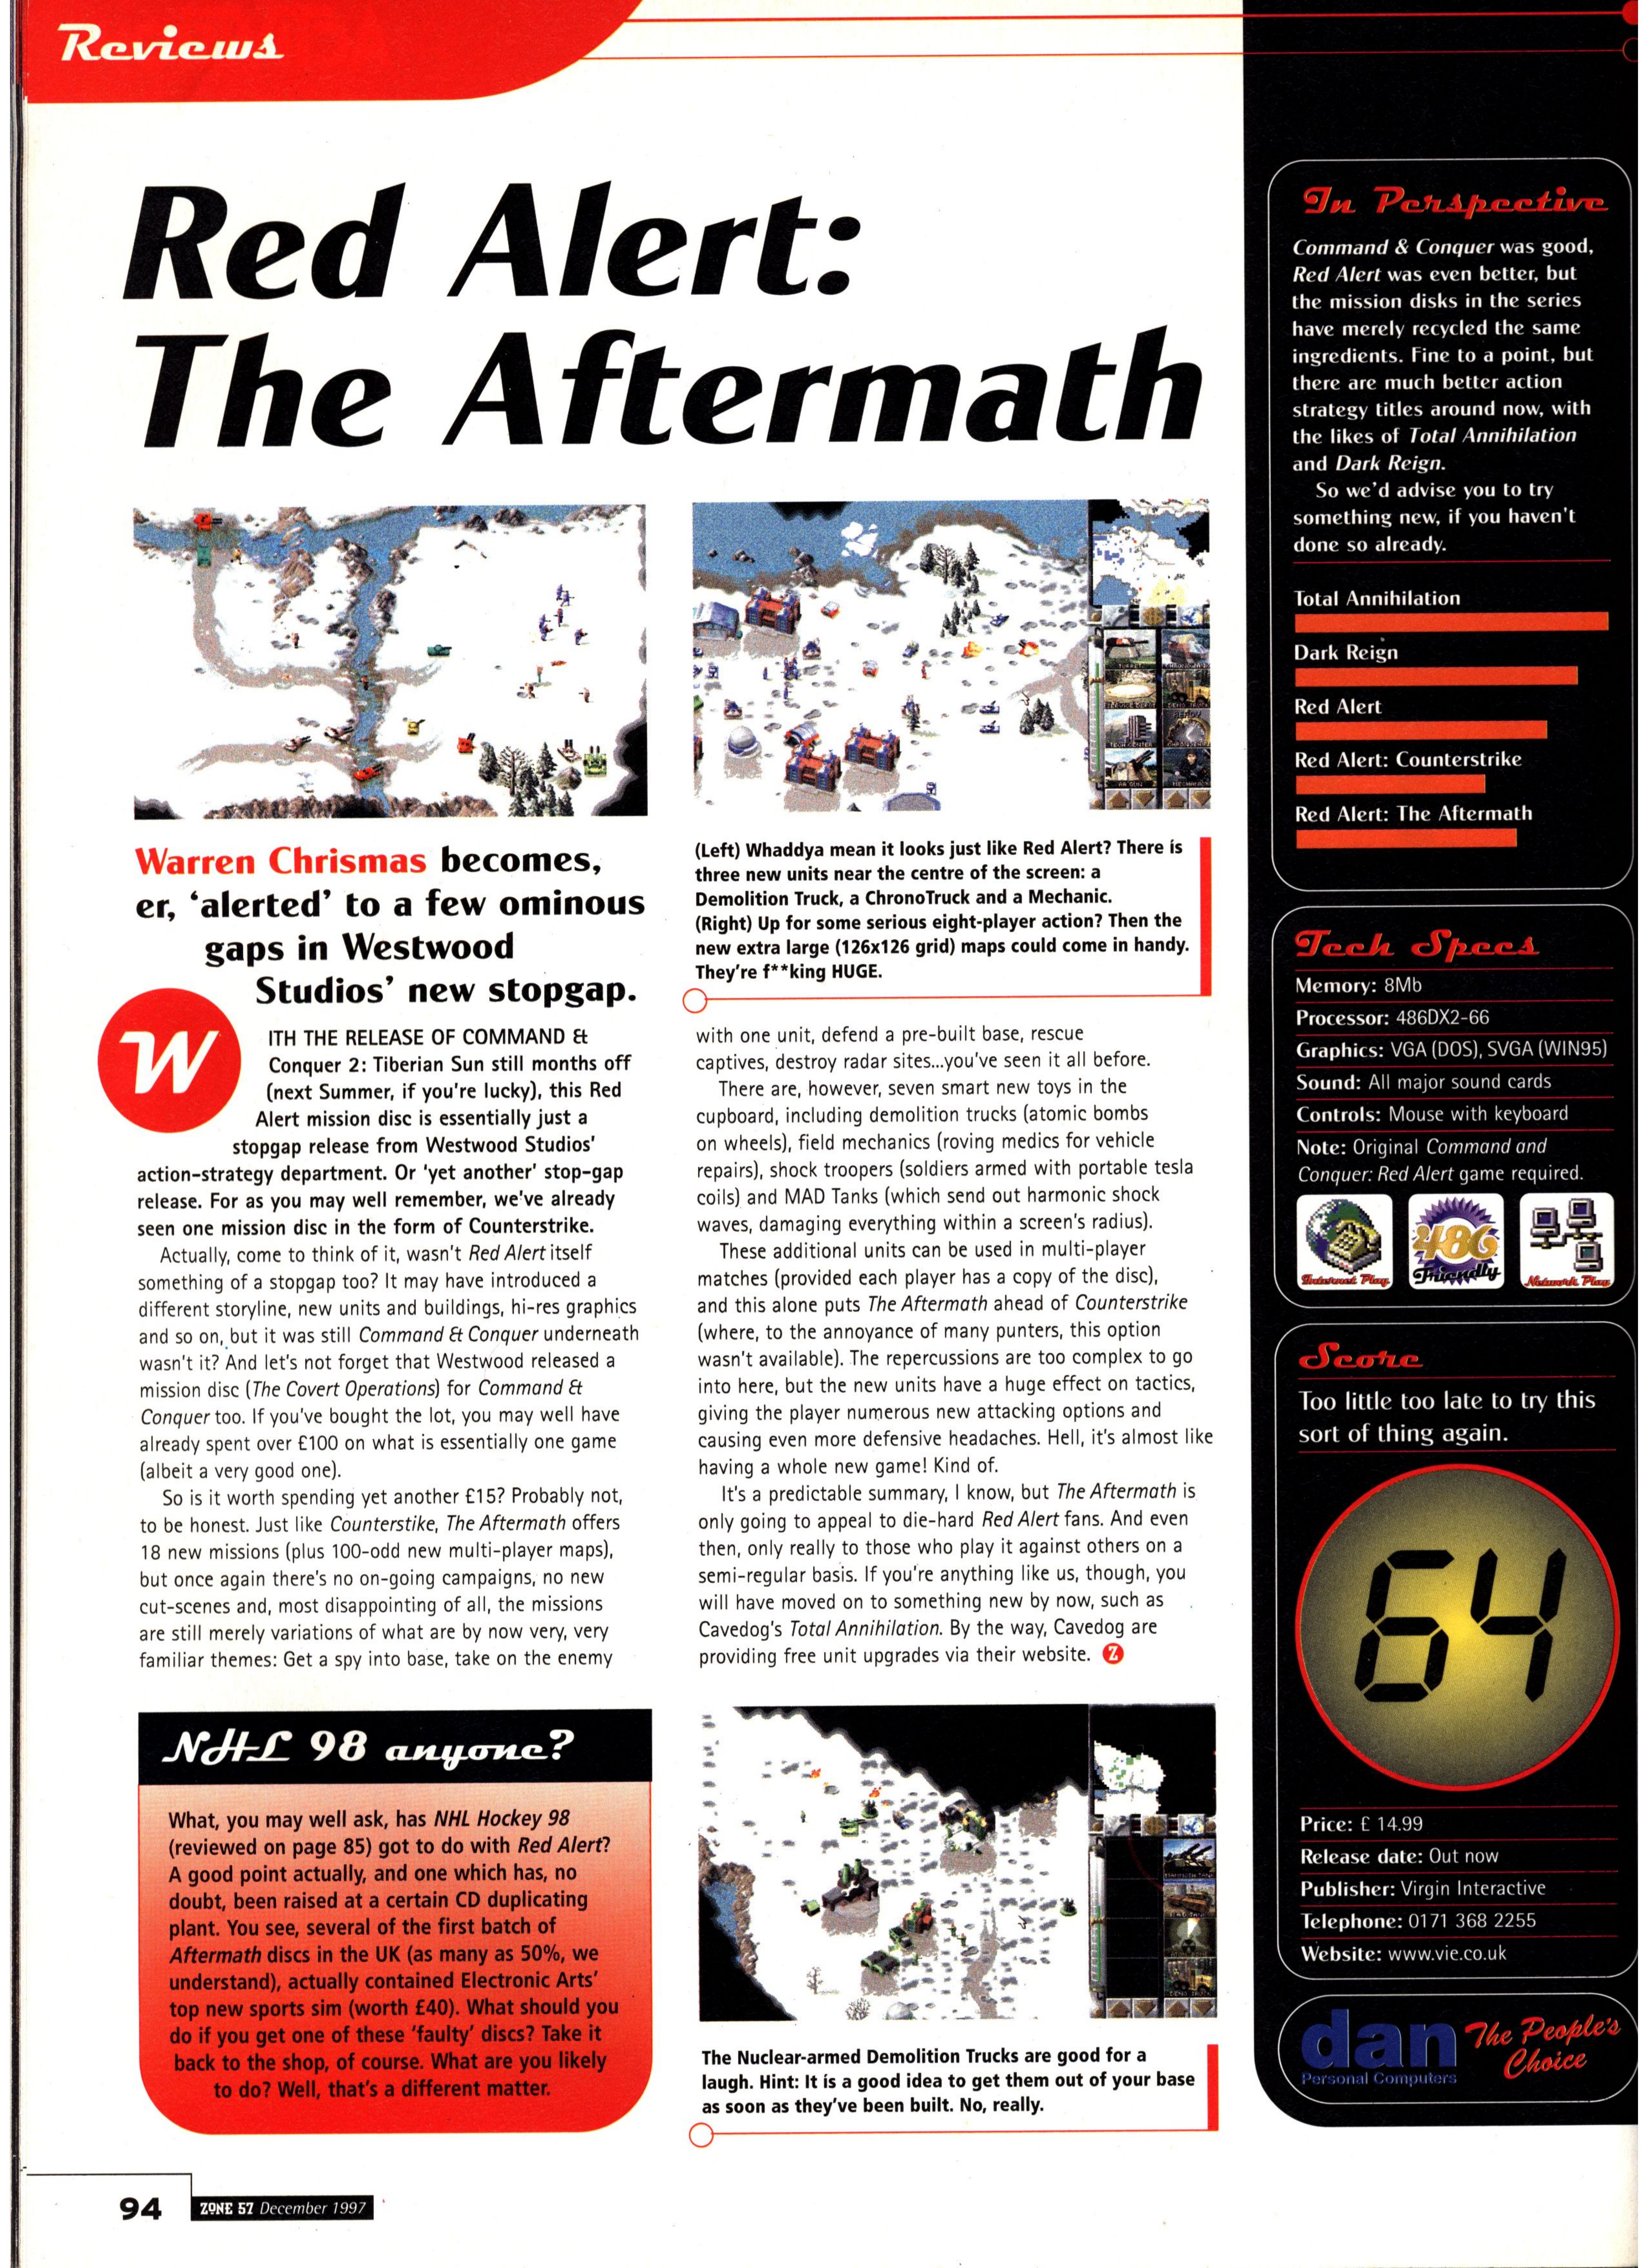 Reviews
Red Alert:
The Aftermath
Warren Chrismas becomes,
er, ‘alerted’ to a few ominous
gaps in Westwood
Studios’ new stopgap.
(Left) Whaddya mean it looks just like Red Alert? There is
three new units near the centre of the screen: a
Demolition Truck, a ChronoTruck and a Mechanic.
(Right) Up for some serious eight-player action? Then the
new extra large (126x126 grid) maps could come in handy.
They’re f**king HUGE.
WITH THE RELEASE OF COMMAND &
Conquer 2: Tiberian Sun still months off
(next Summer, if you’re lucky), this Red
Alert mission disc is essentially just a
stopgap release from Westwood Studios’
action-strategy department. Or ‘yet another’ stop-gap
release. For as you may well remember, we’ve already
seen one mission disc in the form of Counterstrike.
Actually, come to think of it, wasn’t Red Alert itself
something of a stopgap too? It may have introduced a
different storyline, new units and buildings, hi-res graphics
and so on, but it was still Command & Conquer underneath
wasn’t it? And let’s not forget that Westwood released a
mission disc (The Covert Operations) for Command &
Conquer too. If you’ve bought the lot, you may well have
already spent over £100 on what is essentially one game
(albeit a very good one).
So is it worth spending yet another £15? Probably not,
to be honest. Just like Counterstike, The Aftermath offers
18 new missions (plus 100-odd new multi-player maps),
but once again there’s no on-going campaigns, no new
cut-scenes and, most disappointing of all, the missions
are still merely variations of what are by now very, very
familiar themes: Get a spy into base, take on the enemy
with one unit, defend a pre-built base, rescue
captives, destroy radar sites...you’ve seen it all before.
There are, however, seven smart new toys in the
cupboard, including demolition trucks (atomic bombs
on wheels), field mechanics (roving medics for vehicle
repairs), shock troopers (soldiers armed with portable tesla
coils) and MAD Tanks (which send out harmonic shock
waves, damaging everything within a screen’s radius).
These additional units can be used in multi-player
matches (provided each player has a copy of the disc),
and this alone puts The Aftermath ahead of Counterstrike
(where, to the annoyance of many punters, this option
wasn’t available). The repercussions are too complex to go
into here, but the new units have a huge effect on tactics,
giving the player numerous new attacking options and
causing even more defensive headaches. Hell, it’s almost like
having a whole new game! Kind of.
It’s a predictable summary, I know, but The Aftermath is
only going to appeal to die-hard Red Alert fans. And even
then, only really to those who play it against others on a
semi-regular basis. If you’re anything like us, though, you
will have moved on to something new by now, such as
Cavedog’s Total Annihilation. By the way, Cavedog are
providing free unit upgrades via their website. Z
NHL 98 anyone?
What, you may well ask, has NHL Hockey 98
(reviewed on page 85) got to do with Red Alert?
A good point actually, and one which has, no
doubt, been raised at a certain CD duplicating
plant. You see, several of the first batch of
Aftermath discs in the UK (as many as 50%, we
understand), actually contained Electronic Arts’
top new sports sim (worth £40). What should you
do if you get one of these ‘faulty’ discs? Take it
back to the shop, of course. What are you likely
to do? Well, that’s a different matter.
The Nuclear-armed Demolition Trucks are good for a
laugh. Hint: It is a good idea to get them out of your base
as soon as they’ve been built. No, really.
In Perspective
Command & Conquer was good,
Red Alert was even better, but
the mission disks in the series
have merely recycled the same
ingredients. Fine to a point, but
there are much better action
strategy titles around now, with
the likes of Total Annihilation
and Dark Reign.
So we’d advise you to try
something new, if you haven’t
done so already.
Total Annihilation
Dark Reign
Red Alert
Red Alert: Counterstrike
Red Alert: The Aftermath
Tech Specs
Memory: 8Mb
Processor: 486DX2-66
Graphics: VGA (DOS), SVGA (WIN95)
Sound: All major sound cards
Controls: Mouse with keyboard
Note: Original Command and
Conquer: Red Alert game required.
Internet Play
486 Friendly
Network Play
Score
Too little too late to try this
sort of thing again.
64
Price: £ 14.99
Release date: Out now
Publisher: Virgin Interactive
Telephone: 0171 368 2255
Website: www.vie.co.uk
dan
Personal Computers
The People’s
Choice
94
ZONE 57 December 1997